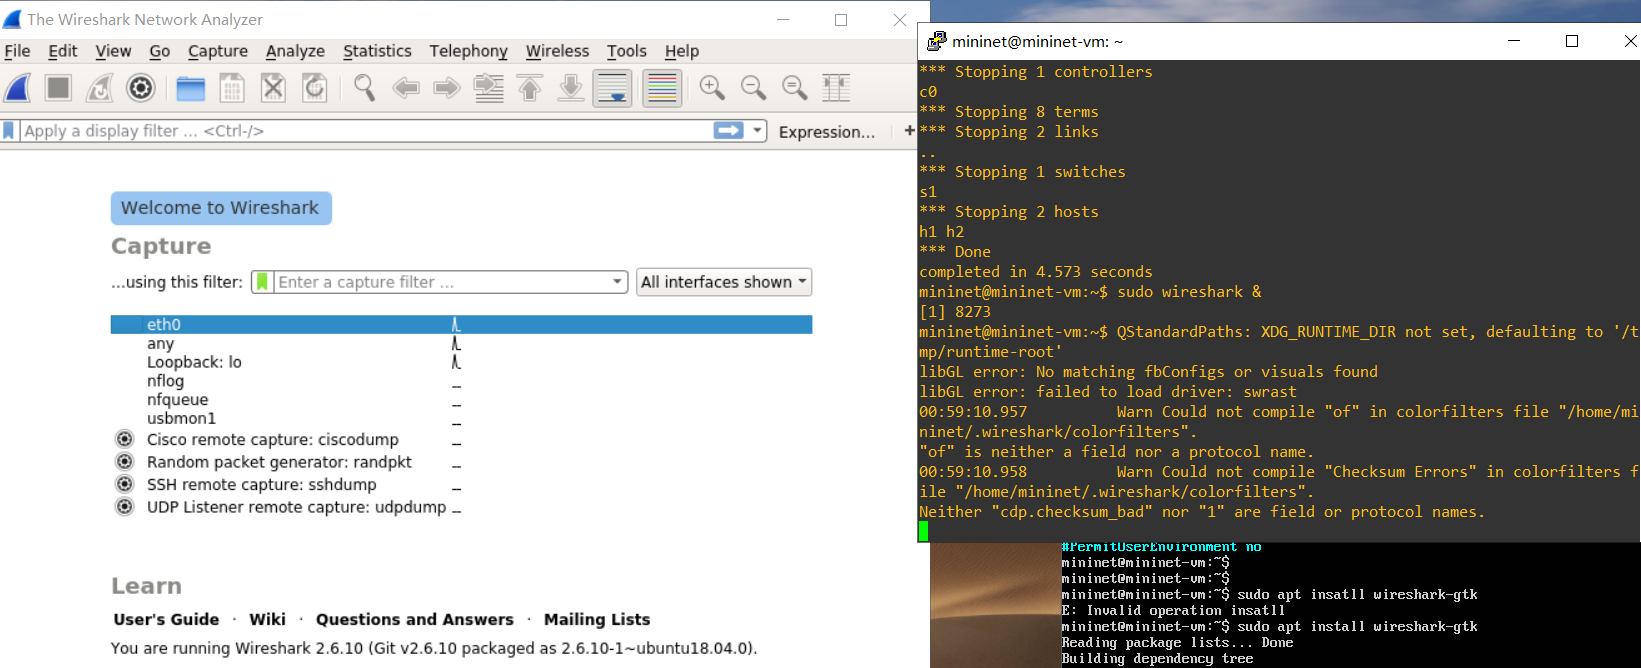 The Wireshark Network Analyzer
File Edit View Go Capture Analyze Statistics Telephony Wireless Tools Help
Apply a display filter ... <Ctrl-/>
Expression...
+
Welcome to Wireshark
Capture
...using this filter:
Enter a capture filter ...
All interfaces shown
eth0
any
Loopback: lo
nflog
nfqueue
usbmon1
Cisco remote capture: ciscodump
Random packet generator: randpkt
SSH remote capture: sshdump
UDP Listener remote capture: udpdump
Learn
User's Guide · Wiki · Questions and Answers · Mailing Lists
You are running Wireshark 2.6.10 (Git v2.6.10 packaged as 2.6.10-1~ubuntu18.04.0).
mininet@mininet-vm: ~
*** Stopping 1 controllers
c0
*** Stopping 8 terms
*** Stopping 2 links
..
*** Stopping 1 switches
s1
*** Stopping 2 hosts
h1 h2
*** Done
completed in 4.573 seconds
mininet@mininet-vm:~$ sudo wireshark &
[1] 8273
mininet@mininet-vm:~$ QStandardPaths: XDG_RUNTIME_DIR not set, defaulting to '/t
mp/runtime-root'
libGL error: No matching fbConfigs or visuals found
libGL error: failed to load driver: swrast
00:59:10.957 Warn Could not compile "of" in colorfilters file "/home/mi
ninet/.wireshark/colorfilters".
"of" is neither a field nor a protocol name.
00:59:10.958 Warn Could not compile "Checksum Errors" in colorfilters f
ile "/home/mininet/.wireshark/colorfilters".
Neither "cdp.checksum_bad" nor "1" are field or protocol names.
#PermitUserEnvironment no
mininet@mininet-vm:~$
mininet@mininet-vm:~$
mininet@mininet-vm:~$ sudo apt insatll wireshark-gtk
E: Invalid operation insatll
mininet@mininet-vm:~$ sudo apt install wireshark-gtk
Reading package lists... Done
Building dependency tree